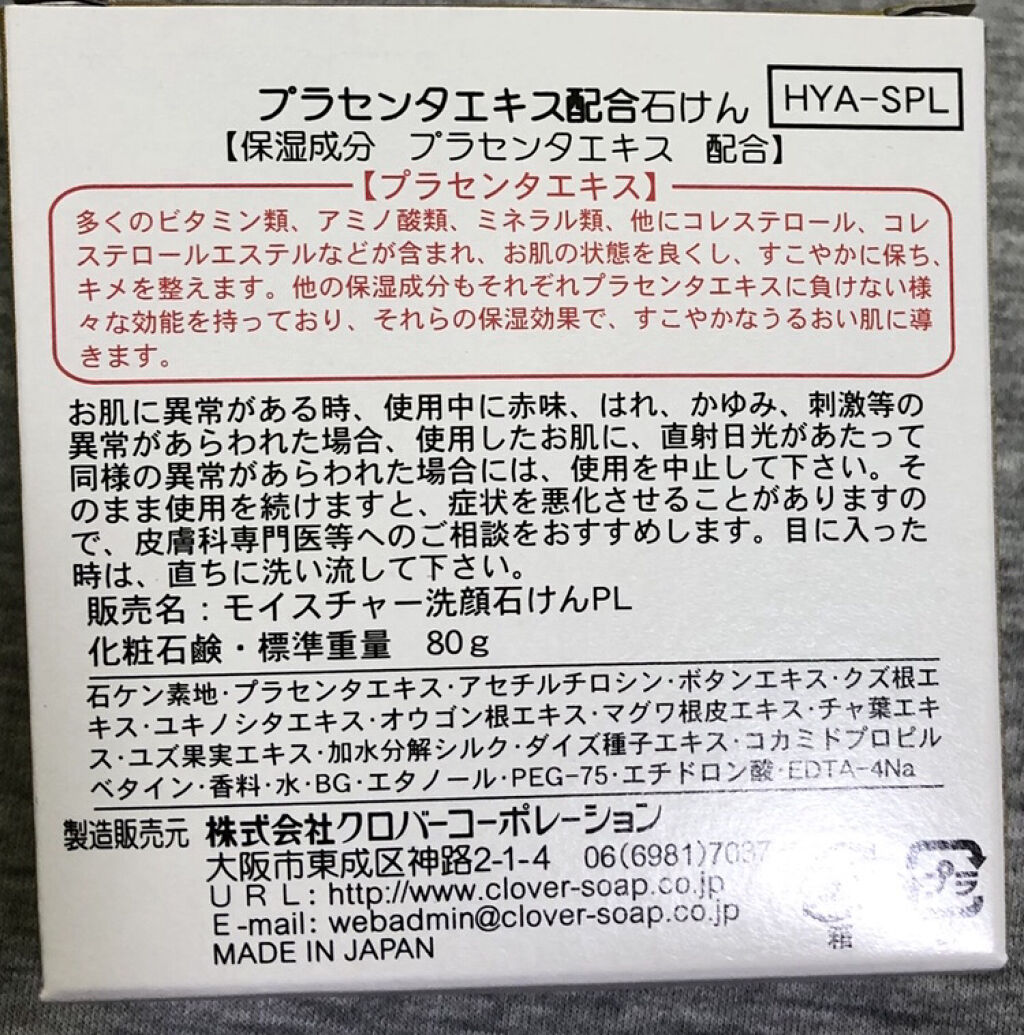 プラセンタエキス配合石けん HYA-SPL
【保湿成分 プラセンタエキス 配合】
【プラセンタエキス】
多くのビタミン類、アミノ酸類、ミネラル類、他にコレステロール、コレ
ステロールエステルなどが含まれ、お肌の状態を良くし、すこやかに保ち、
キメを整えます。他の保湿成分もそれぞれプラセンタエキスに負けない様
々な効能を持っており、それらの保湿効果で、すこやかなうるおい肌に導
きます。
お肌に異常がある時、使用中に赤味、はれ、かゆみ、刺激等の
異常があらわれた場合、使用したお肌に、直射日光があたって
同様の異常があらわれた場合には、使用を中止して下さい。そ
のまま使用を続けますと、症状を悪化させることがありますの
で、皮膚科専門医等へのご相談をおすすめします。目に入った
時は、直ちに洗い流して下さい。
販売名：モイスチャー洗顔石けんPL
化粧石鹸・標準重量 80g
石ケン素地・プラセンタエキス・アセチルチロシン・ボタンエキス・クズ根エ
キス・ユキノシタエキス・オウゴン根エキス・マグワ根皮エキス・チャ葉エキ
ス・ユズ果実エキス・加水分解シルク・ダイズ種子エキス・コカミドプロピル
ベタイン・香料・水・BG・エタノール・PEG-75・エチドロン酸・EDTA-4Na
製造販売元 株式会社クロバーコーポレーション
大阪市東成区神路2-1-4 06(6981)7037
URL: http://www.clover-soap.co.jp
E-mail: webadmin@clover-soap.co.jp
MADE IN JAPAN
箱
プラ